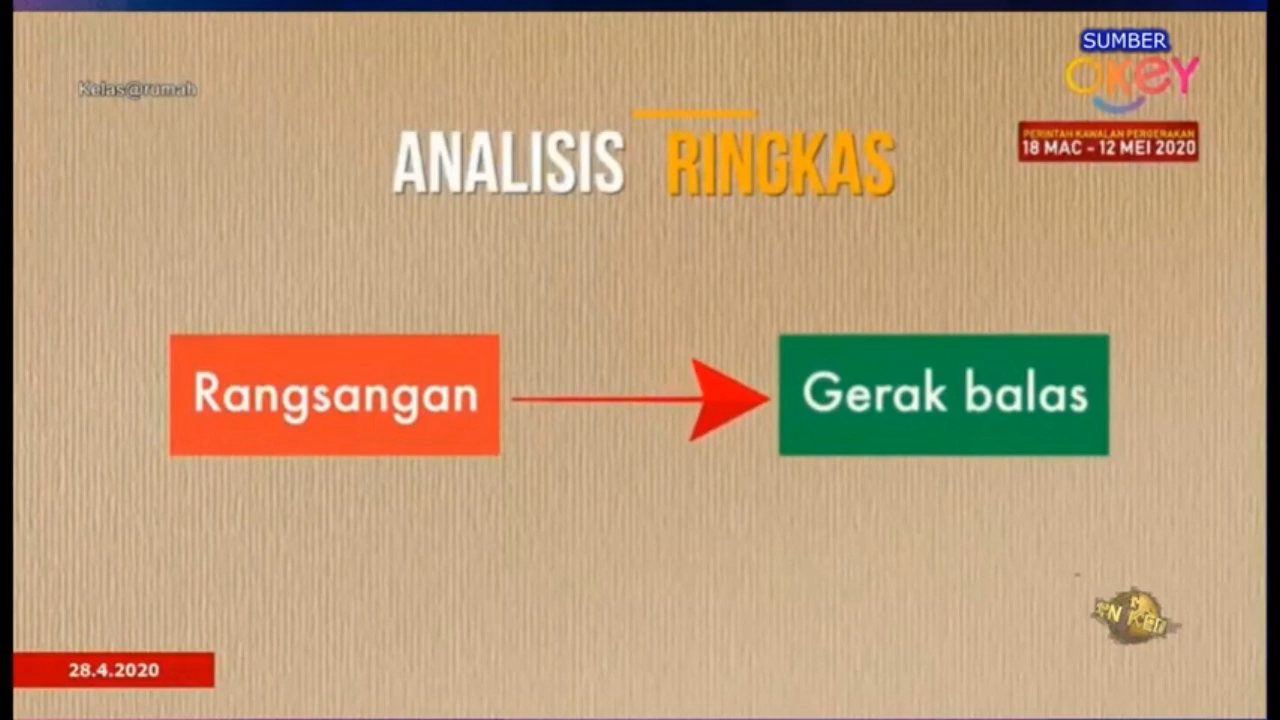 SUMBER
OKeY
Kelas@rumah
PERINTAH KAWALAN PERGERAKAN
18 MAC - 12 MEI 2020
ANALISIS RINGKAS
Rangsangan
Gerak balas
28.4.2020